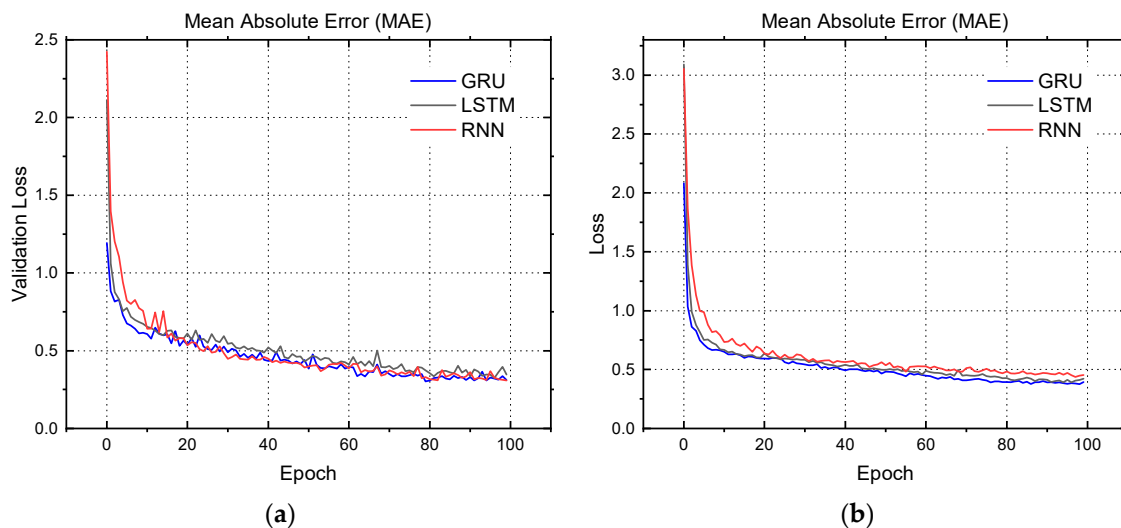 Mean Absolute Error (MAE)
2.5
2.0
1.5
1.0
0.5
0.0
Validation Loss
GRU
LSTM
RNN
0 20 40 60 80 100
Epoch
(a)
Mean Absolute Error (MAE)
3.0
2.5
2.0
1.5
1.0
0.5
0.0
Loss
GRU
LSTM
RNN
0 20 40 60 80 100
Epoch
(b)